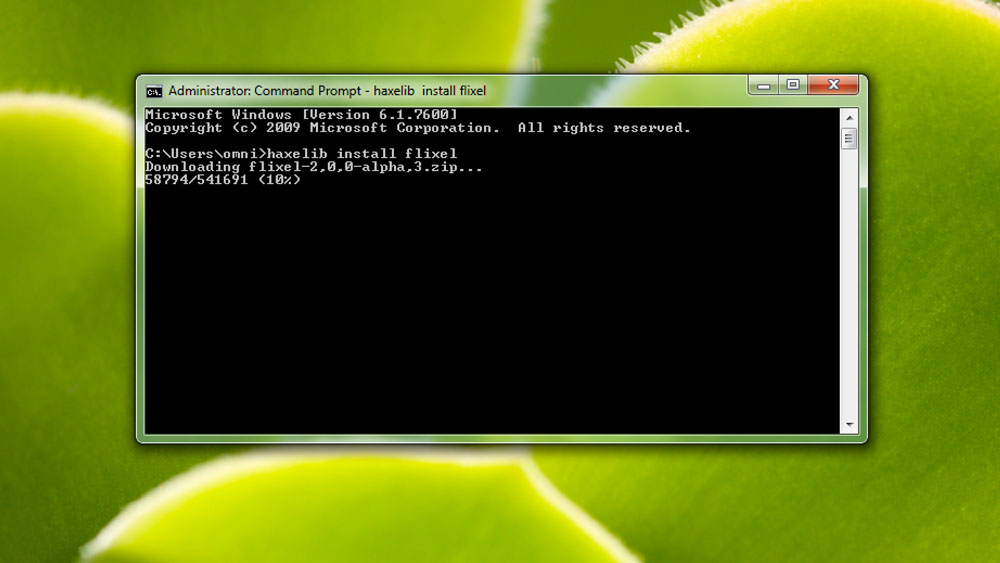 Administrator: Command Prompt - haxelib  install flixel
Microsoft Windows [Version 6.1.7600]
Copyright (c) 2009 Microsoft Corporation.  All rights reserved.
C:\Users\omni>haxelib install flixel
Downloading flixel-2,0,0-alpha,3.zip...
58794/541691 (10%)